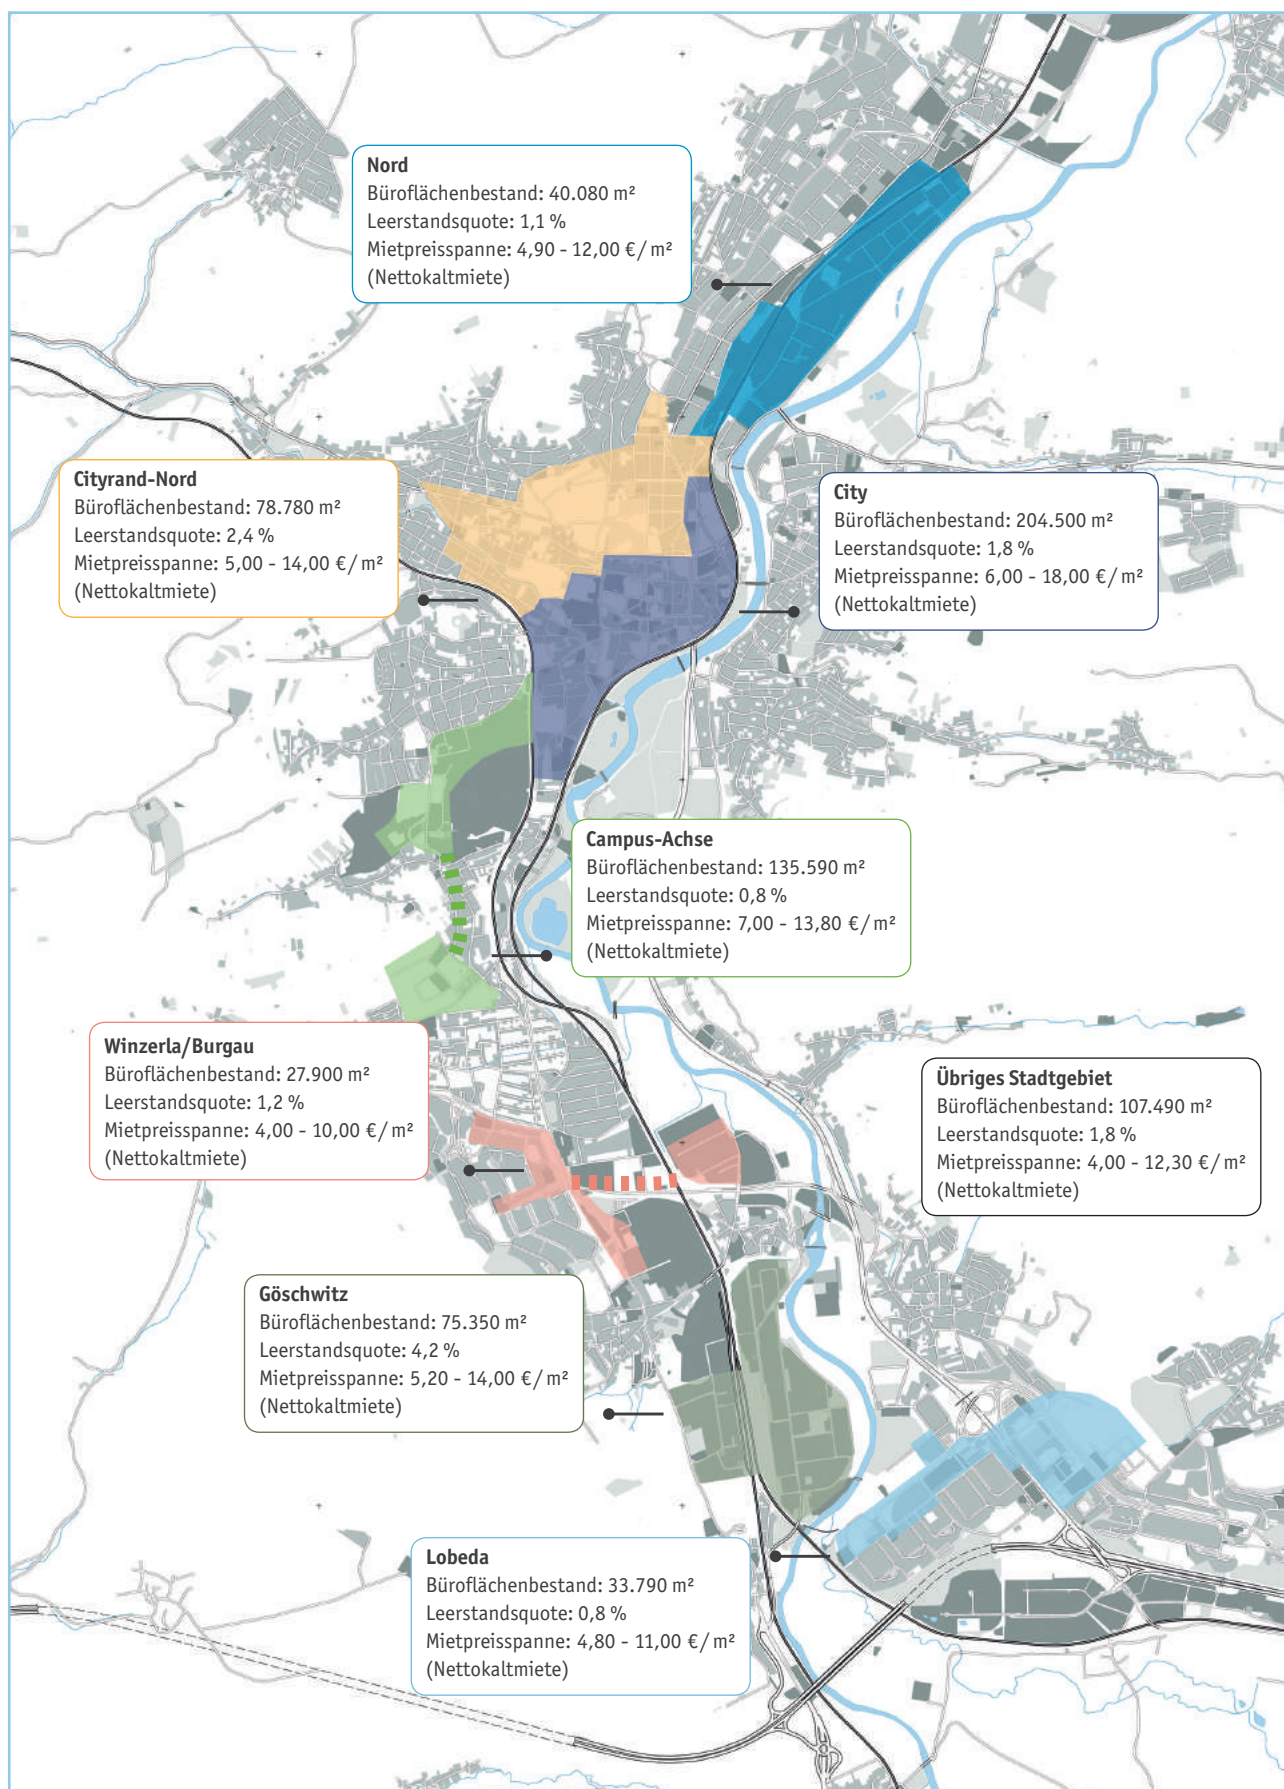 Nord
Büroflächenbestand: 40.080 m²
Leerstandsquote: 1,1 %
Mietpreisspanne: 4,90 - 12,00 €/m²
(Nettokaltmiete)
Cityrand-Nord
Büroflächenbestand: 78.780 m²
Leerstandsquote: 2,4 %
Mietpreisspanne: 5,00 - 14,00 €/m²
(Nettokaltmiete)
City
Büroflächenbestand: 204.500 m²
Leerstandsquote: 1,8 %
Mietpreisspanne: 6,00 - 18,00 €/m²
(Nettokaltmiete)
Campus-Achse
Büroflächenbestand: 135.590 m²
Leerstandsquote: 0,8 %
Mietpreisspanne: 7,00 - 13,80 €/m²
(Nettokaltmiete)
Winzerla/Burgau
Büroflächenbestand: 27.900 m²
Leerstandsquote: 1,2 %
Mietpreisspanne: 4,00 - 10,00 €/m²
(Nettokaltmiete)
Übriges Stadtgebiet
Büroflächenbestand: 107.490 m²
Leerstandsquote: 1,8 %
Mietpreisspanne: 4,00 - 12,30 €/m²
(Nettokaltmiete)
Göschwitz
Büroflächenbestand: 75.350 m²
Leerstandsquote: 4,2 %
Mietpreisspanne: 5,20 - 14,00 €/m²
(Nettokaltmiete)
Lobeda
Büroflächenbestand: 33.790 m²
Leerstandsquote: 0,8 %
Mietpreisspanne: 4,80 - 11,00 €/m²
(Nettokaltmiete)